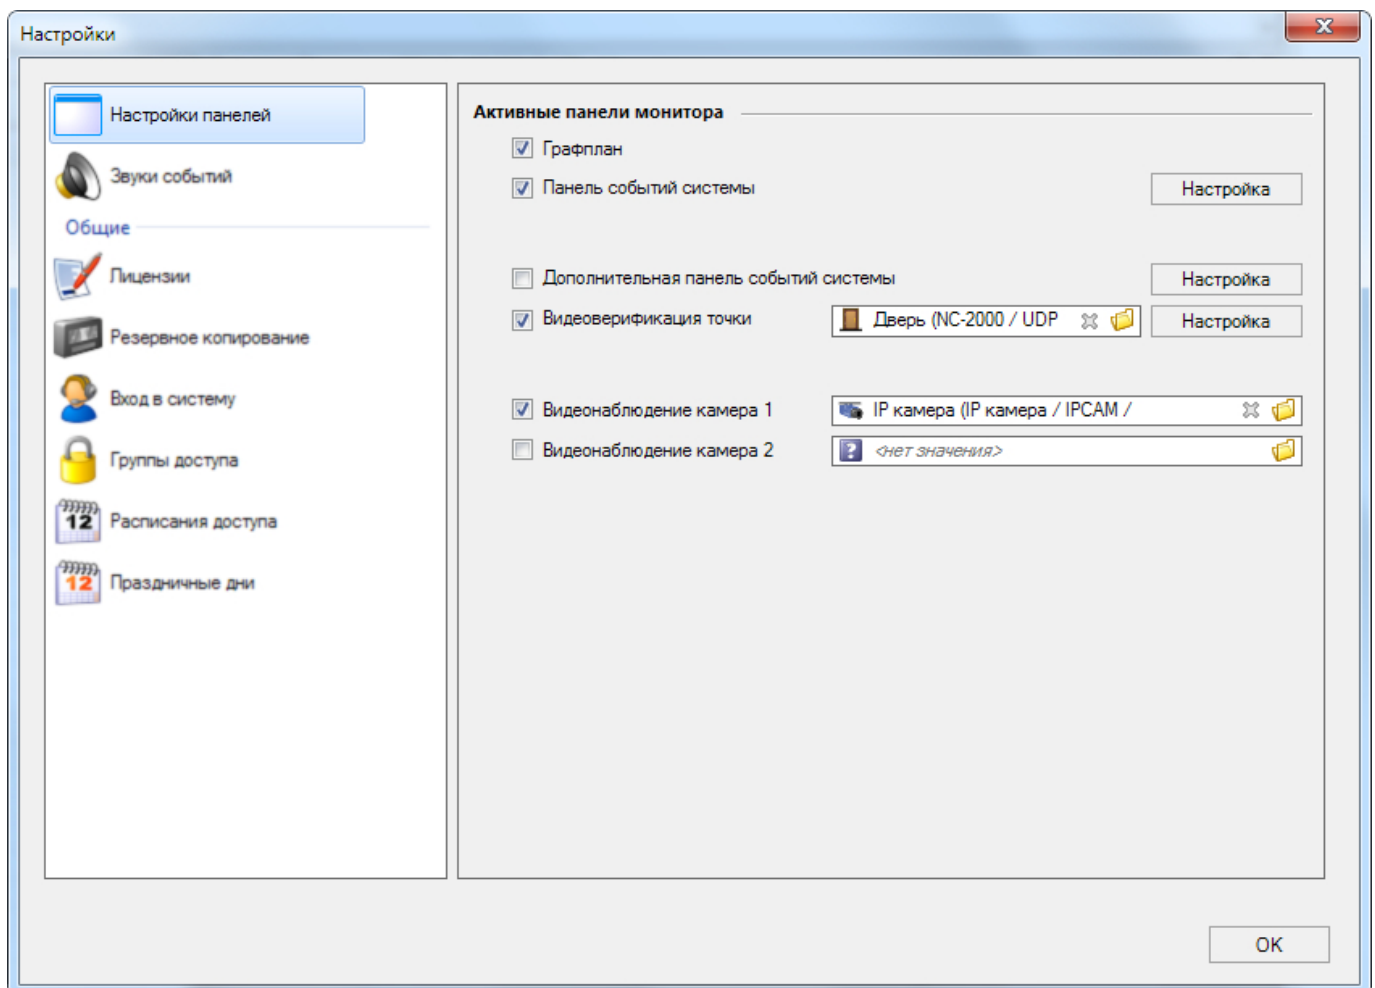 Настройки
Настройки панелей
Звуки событий
Общие
Лицензии
Резервное копирование
Вход в систему
Группы доступа
12
Расписания доступа
12
Праздничные дни
Активные панели монитора
Графплан
Панель событий системы
Настройка
Дополнительная панель событий системы
Настройка
Видеоверификация точки
Дверь (NC-2000 / UDP
Настройка
Видеонаблюдение камера 1
IP камера (IP камера / IPCAM /
Видеонаблюдение камера 2
? <нет значения>
OK